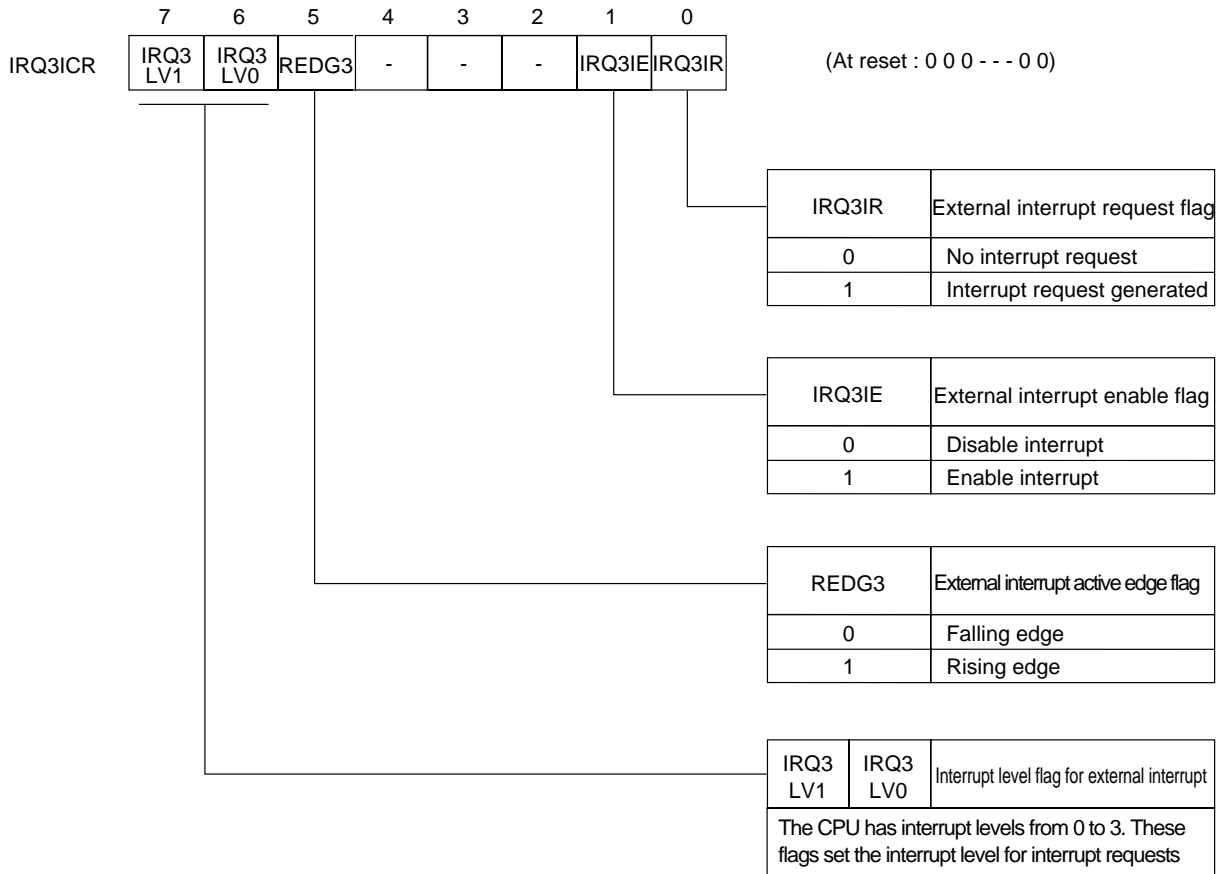 7 6 5 4 3 2 1 0
IRQ3ICR IRQ3 LV1 IRQ3 LV0 REDG3 - - - IRQ3IE IRQ3IR (At reset : 0 0 0 - - - 0 0)
IRQ3IR External interrupt request flag
0 No interrupt request
1 Interrupt request generated
IRQ3IE External interrupt enable flag
0 Disable interrupt
1 Enable interrupt
REDG3 External interrupt active edge flag
0 Falling edge
1 Rising edge
IRQ3 LV1 IRQ3 LV0 Interrupt level flag for external interrupt
The CPU has interrupt levels from 0 to 3. These
flags set the interrupt level for interrupt requests